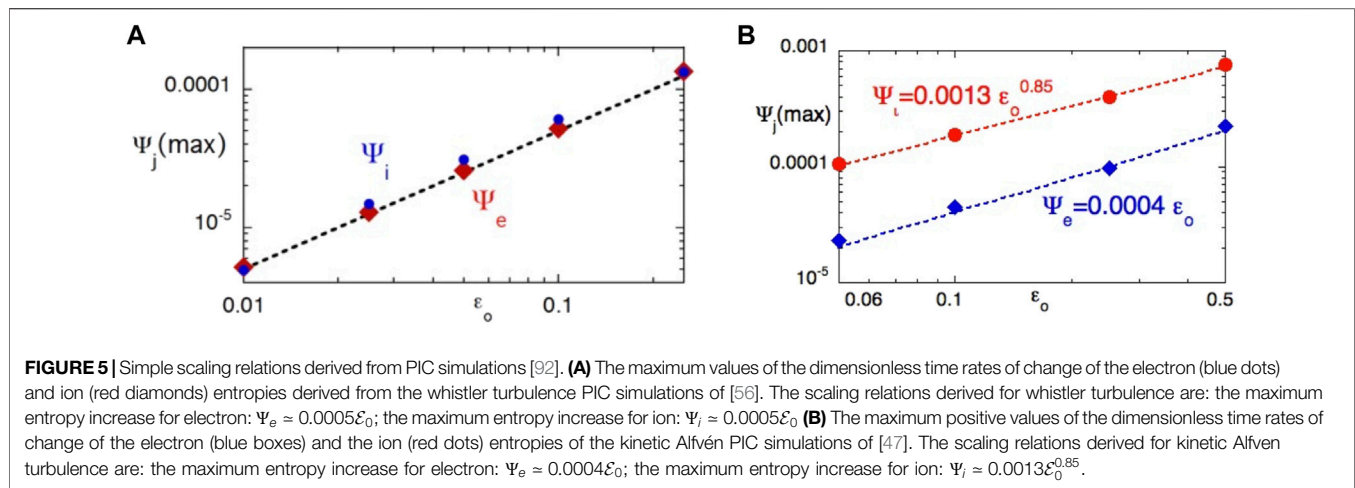 A
0.0001
Ψj(max)
Ψi
Ψe
10-5
0.01
εo
0.1
B
0.001
Ψι=0.0013 εo0.85
Ψj(max)
0.0001
Ψe=0.0004 εo
10-5
0.06
0.1
εo
0.5
FIGURE 5 | Simple scaling relations derived from PIC simulations [92]. (A) The maximum values of the dimensionless time rates of change of the electron (blue dots)
and ion (red diamonds) entropies derived from the whistler turbulence PIC simulations of [56]. The scaling relations derived for whistler turbulence are: the maximum
entropy increase for electron: Ψe ≃ 0.0005ℰ0; the maximum entropy increase for ion: Ψi ≃ 0.0005ℰ0 (B) The maximum positive values of the dimensionless time rates of
change of the electron (blue boxes) and the ion (red dots) entropies of the kinetic Alfvén PIC simulations of [47]. The scaling relations derived for kinetic Alfven
turbulence are: the maximum entropy increase for electron: Ψe ≃ 0.0004ℰ0; the maximum entropy increase for ion: Ψi ≃ 0.0013ℰ00.85.